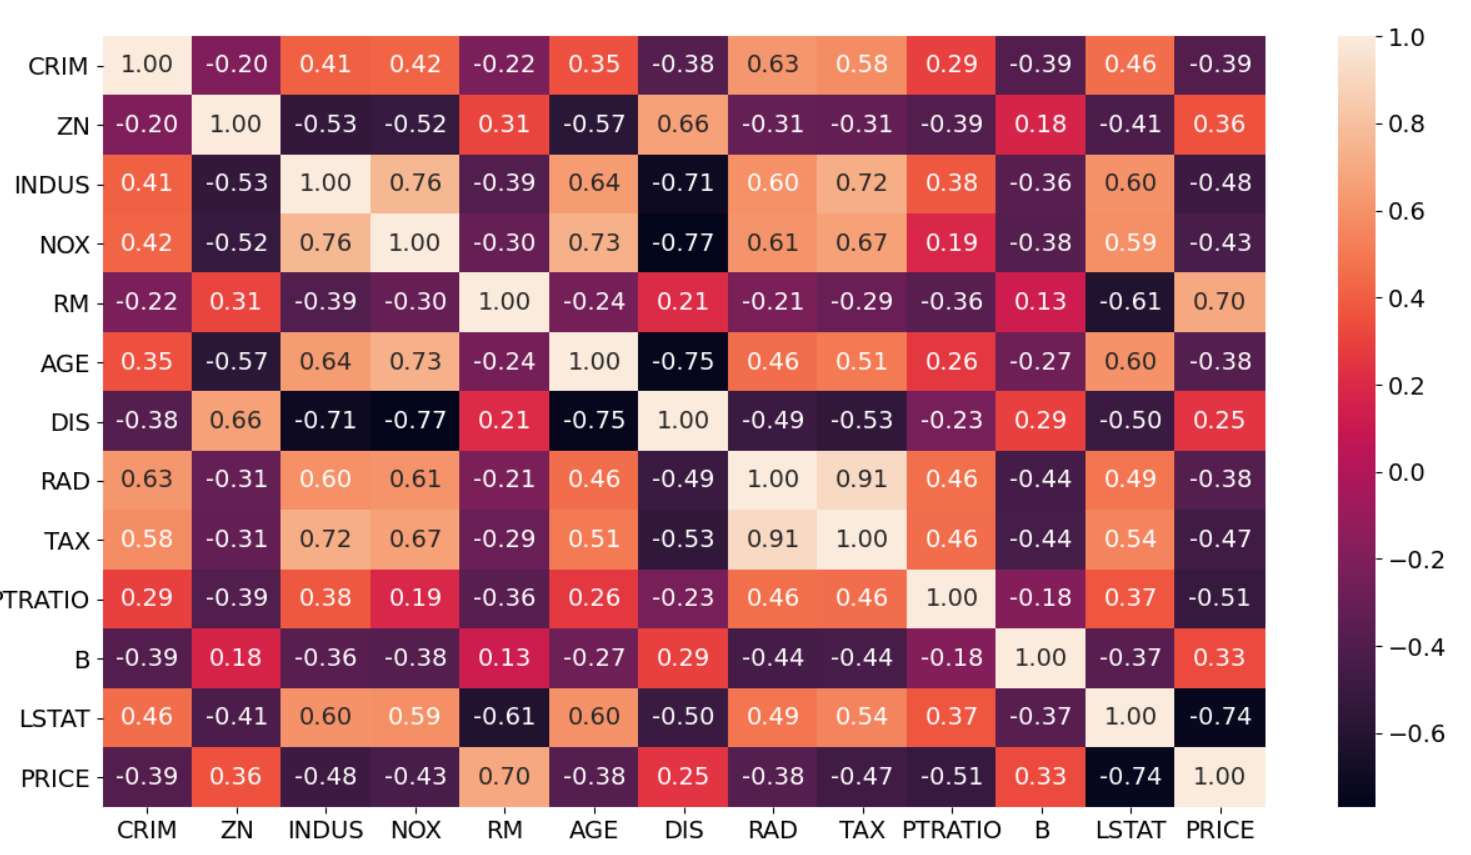 CRIM 1.00 -0.20 0.41 0.42 -0.22 0.35 -0.38 0.63 0.58 0.29 -0.39 0.46 -0.39
ZN -0.20 1.00 -0.53 -0.52 0.31 -0.57 0.66 -0.31 -0.31 -0.39 0.18 -0.41 0.36
INDUS 0.41 -0.53 1.00 0.76 -0.39 0.64 -0.71 0.60 0.72 0.38 -0.36 0.60 -0.48
NOX 0.42 -0.52 0.76 1.00 -0.30 0.73 -0.77 0.61 0.67 0.19 -0.38 0.59 -0.43
RM -0.22 0.31 -0.39 -0.30 1.00 -0.24 0.21 -0.21 -0.29 -0.36 0.13 -0.61 0.70
AGE 0.35 -0.57 0.64 0.73 -0.24 1.00 -0.75 0.46 0.51 0.26 -0.27 0.60 -0.38
DIS -0.38 0.66 -0.71 -0.77 0.21 -0.75 1.00 -0.49 -0.53 -0.23 0.29 -0.50 0.25
RAD 0.63 -0.31 0.60 0.61 -0.21 0.46 -0.49 1.00 0.91 0.46 -0.44 0.49 -0.38
TAX 0.58 -0.31 0.72 0.67 -0.29 0.51 -0.53 0.91 1.00 0.46 -0.44 0.54 -0.47
PTRATIO 0.29 -0.39 0.38 0.19 -0.36 0.26 -0.23 0.46 0.46 1.00 -0.18 0.37 -0.51
B -0.39 0.18 -0.36 -0.38 0.13 -0.27 0.29 -0.44 -0.44 -0.18 1.00 -0.37 0.33
LSTAT 0.46 -0.41 0.60 0.59 -0.61 0.60 -0.50 0.49 0.54 0.37 -0.37 1.00 -0.74
PRICE -0.39 0.36 -0.48 -0.43 0.70 -0.38 0.25 -0.38 -0.47 -0.51 0.33 -0.74 1.00
CRIM ZN INDUS NOX RM AGE DIS RAD TAX PTRATIO B LSTAT PRICE
1.0
0.8
0.6
0.4
0.2
0.0
−0.2
−0.4
−0.6